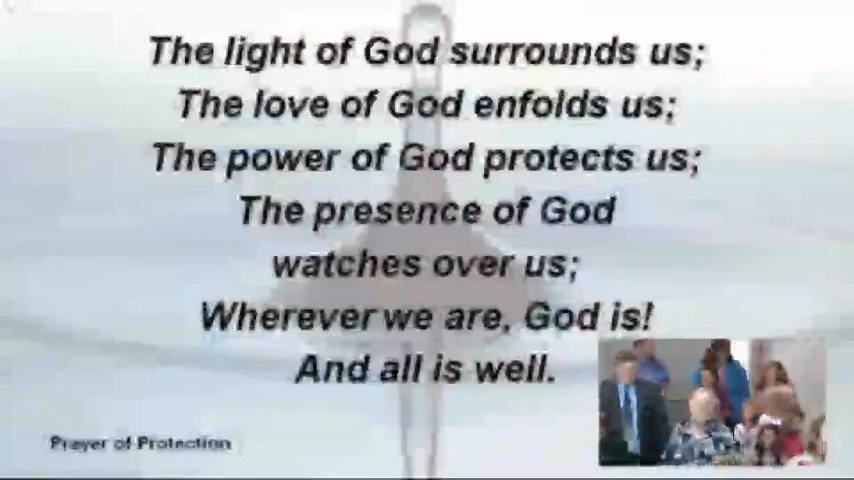 The light of God surrounds us;
The love of God enfolds us;
The power of God protects us;
The presence of God
watches over us;
Wherever we are, God is!
And all is well.
Prayer of Protection